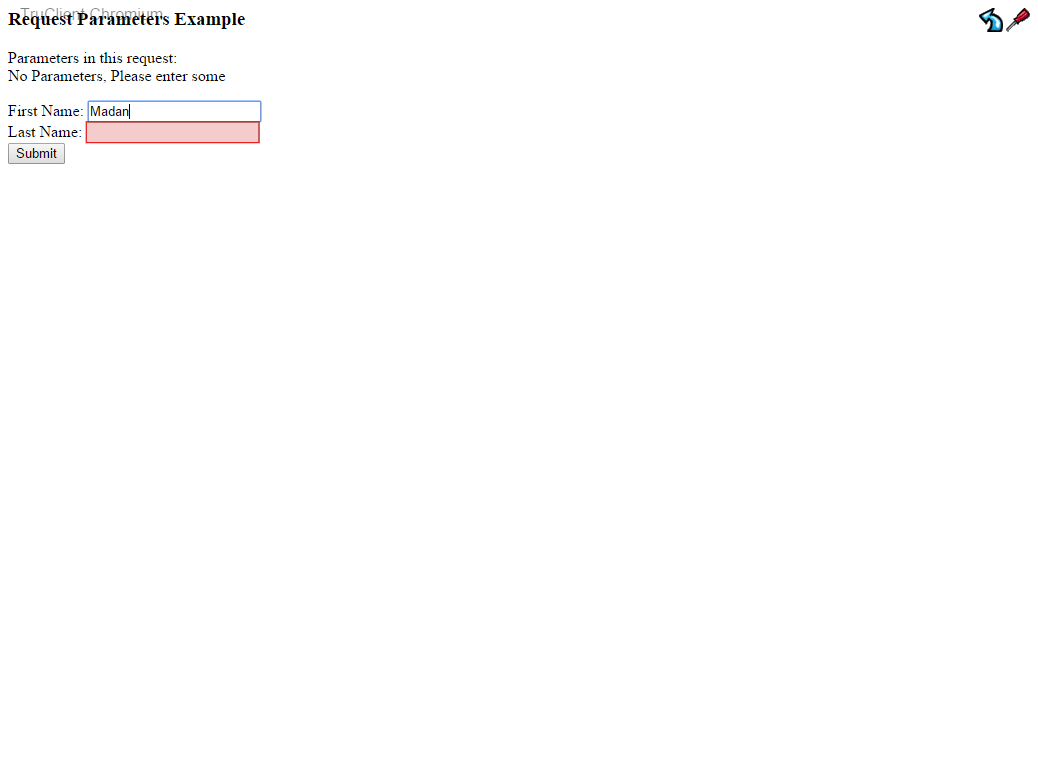 TruClient Chromium
Request Parameters Example
Parameters in this request:
No Parameters, Please enter some
First Name: Madan
Last Name:
Submit